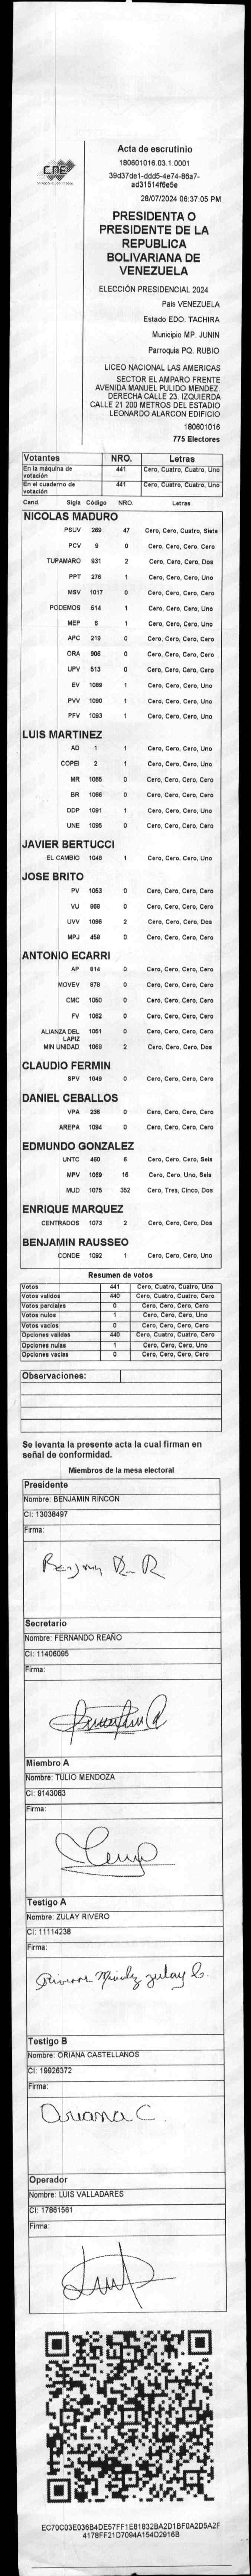 CNE
Acta de escrutinio
180601016.03.1.0001
39d37de1-ddd5-4e74-86a7-
ad31514f6e5e
28/07/2024 06:37:05 PM
PRESIDENTA O
PRESIDENTE DE LA
REPUBLICA
BOLIVARIANA DE
VENEZUELA
ELECCIÓN PRESIDENCIAL 2024
Pais VENEZUELA
Estado EDO. TACHIRA
Municipio MP. JUNIN
Parroquia PQ. RUBIO
LICEO NACIONAL LAS AMERICAS
SECTOR EL AMPARO FRENTE
AVENIDA MANUEL PULIDO MENDEZ.
DERECHA CALLE 23. IZQUIERDA
CALLE 21 200 METROS DEL ESTADIO
LEONARDO ALARCON EDIFICIO
180601016
775 Electores
Votantes NRO. Letras
En la máquina de votación 441 Cero, Cuatro, Cuatro, Uno
En el cuaderno de votación 441 Cero, Cuatro, Cuatro, Uno
Cand. Sigla Código NRO. Letras
NICOLAS MADURO
PSUV 269 47 Cero, Cero, Cuatro, Siete
PCV 9 0 Cero, Cero, Cero, Cero
TUPAMARO 931 2 Cero, Cero, Cero, Dos
PPT 276 1 Cero, Cero, Cero, Uno
MSV 1017 0 Cero, Cero, Cero, Cero
PODEMOS 514 1 Cero, Cero, Cero, Uno
MEP 6 1 Cero, Cero, Cero, Uno
APC 219 0 Cero, Cero, Cero, Cero
ORA 906 0 Cero, Cero, Cero, Cero
UPV 513 0 Cero, Cero, Cero, Cero
EV 1089 1 Cero, Cero, Cero, Uno
PVV 1090 1 Cero, Cero, Cero, Uno
PFV 1093 1 Cero, Cero, Cero, Uno
LUIS MARTINEZ
AD 1 1 Cero, Cero, Cero, Uno
COPEI 2 1 Cero, Cero, Cero, Uno
MR 1065 0 Cero, Cero, Cero, Cero
BR 1086 0 Cero, Cero, Cero, Cero
DDP 1091 1 Cero, Cero, Cero, Uno
UNE 1095 0 Cero, Cero, Cero, Cero
JAVIER BERTUCCI
EL CAMBIO 1048 1 Cero, Cero, Cero, Uno
JOSE BRITO
PV 1053 0 Cero, Cero, Cero, Cero
VU 868 0 Cero, Cero, Cero, Cero
UVV 1096 2 Cero, Cero, Cero, Dos
MPJ 458 0 Cero, Cero, Cero, Cero
ANTONIO ECARRI
AP 814 0 Cero, Cero, Cero, Cero
MOVEV 878 0 Cero, Cero, Cero, Cero
CMC 1050 0 Cero, Cero, Cero, Cero
FV 1052 0 Cero, Cero, Cero, Cero
ALIANZA DEL LAPIZ 1051 0 Cero, Cero, Cero, Cero
MIN UNIDAD 1088 2 Cero, Cero, Cero, Dos
CLAUDIO FERMIN
SPV 1049 0 Cero, Cero, Cero, Cero
DANIEL CEBALLOS
VPA 236 0 Cero, Cero, Cero, Cero
AREPA 1094 0 Cero, Cero, Cero, Cero
EDMUNDO GONZALEZ
UNTC 460 6 Cero, Cero, Cero, Seis
MPV 1069 16 Cero, Cero, Uno, Seis
MUD 1075 352 Cero, Tres, Cinco, Dos
ENRIQUE MARQUEZ
CENTRADOS 1073 2 Cero, Cero, Cero, Dos
BENJAMIN RAUSSEO
CONDE 1092 1 Cero, Cero, Cero, Uno
Resumen de votos
Votos 441 Cero, Cuatro, Cuatro, Uno
Votos validos 440 Cero, Cuatro, Cuatro, Cero
Votos parciales 0 Cero, Cero, Cero, Cero
Votos nulos 1 Cero, Cero, Cero, Uno
Votos vacios 0 Cero, Cero, Cero, Cero
Opciones validas 440 Cero, Cuatro, Cuatro, Cero
Opciones nulas 1 Cero, Cero, Cero, Uno
Opciones vacias 0 Cero, Cero, Cero, Cero
Observaciones:
Se levanta la presente acta la cual firman en
señal de conformidad.
Miembros de la mesa electoral
Presidente
Nombre: BENJAMIN RINCON
CI: 13038497
Firma:
Secretario
Nombre: FERNANDO REAÑO
CI: 11406095
Firma:
Miembro A
Nombre: TULIO MENDOZA
CI: 9143083
Firma:
Testigo A
Nombre: ZULAY RIVERO
CI: 11114238
Firma:
Testigo B
Nombre: ORIANA CASTELLANOS
CI: 19926372
Firma:
Oriana C.
Operador
Nombre: LUIS VALLADARES
CI: 17861561
Firma:
EC70C03E036B4DE57FF1E81B32BA2D1BF0A2D5A2F
4178FF21D7094A154D2916B